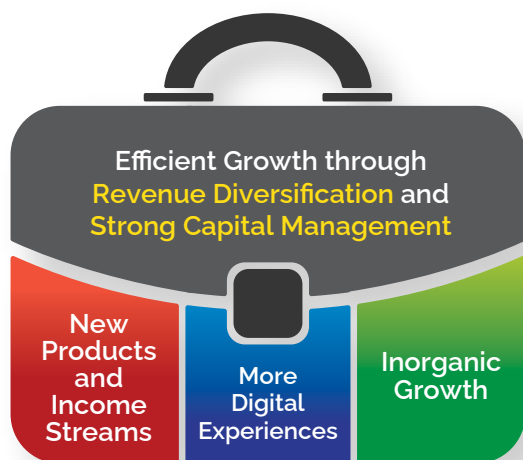 Efficient Growth through
Revenue Diversification and
Strong Capital Management
New
Products
and
Income
Streams
More
Digital
Experiences
Inorganic
Growth